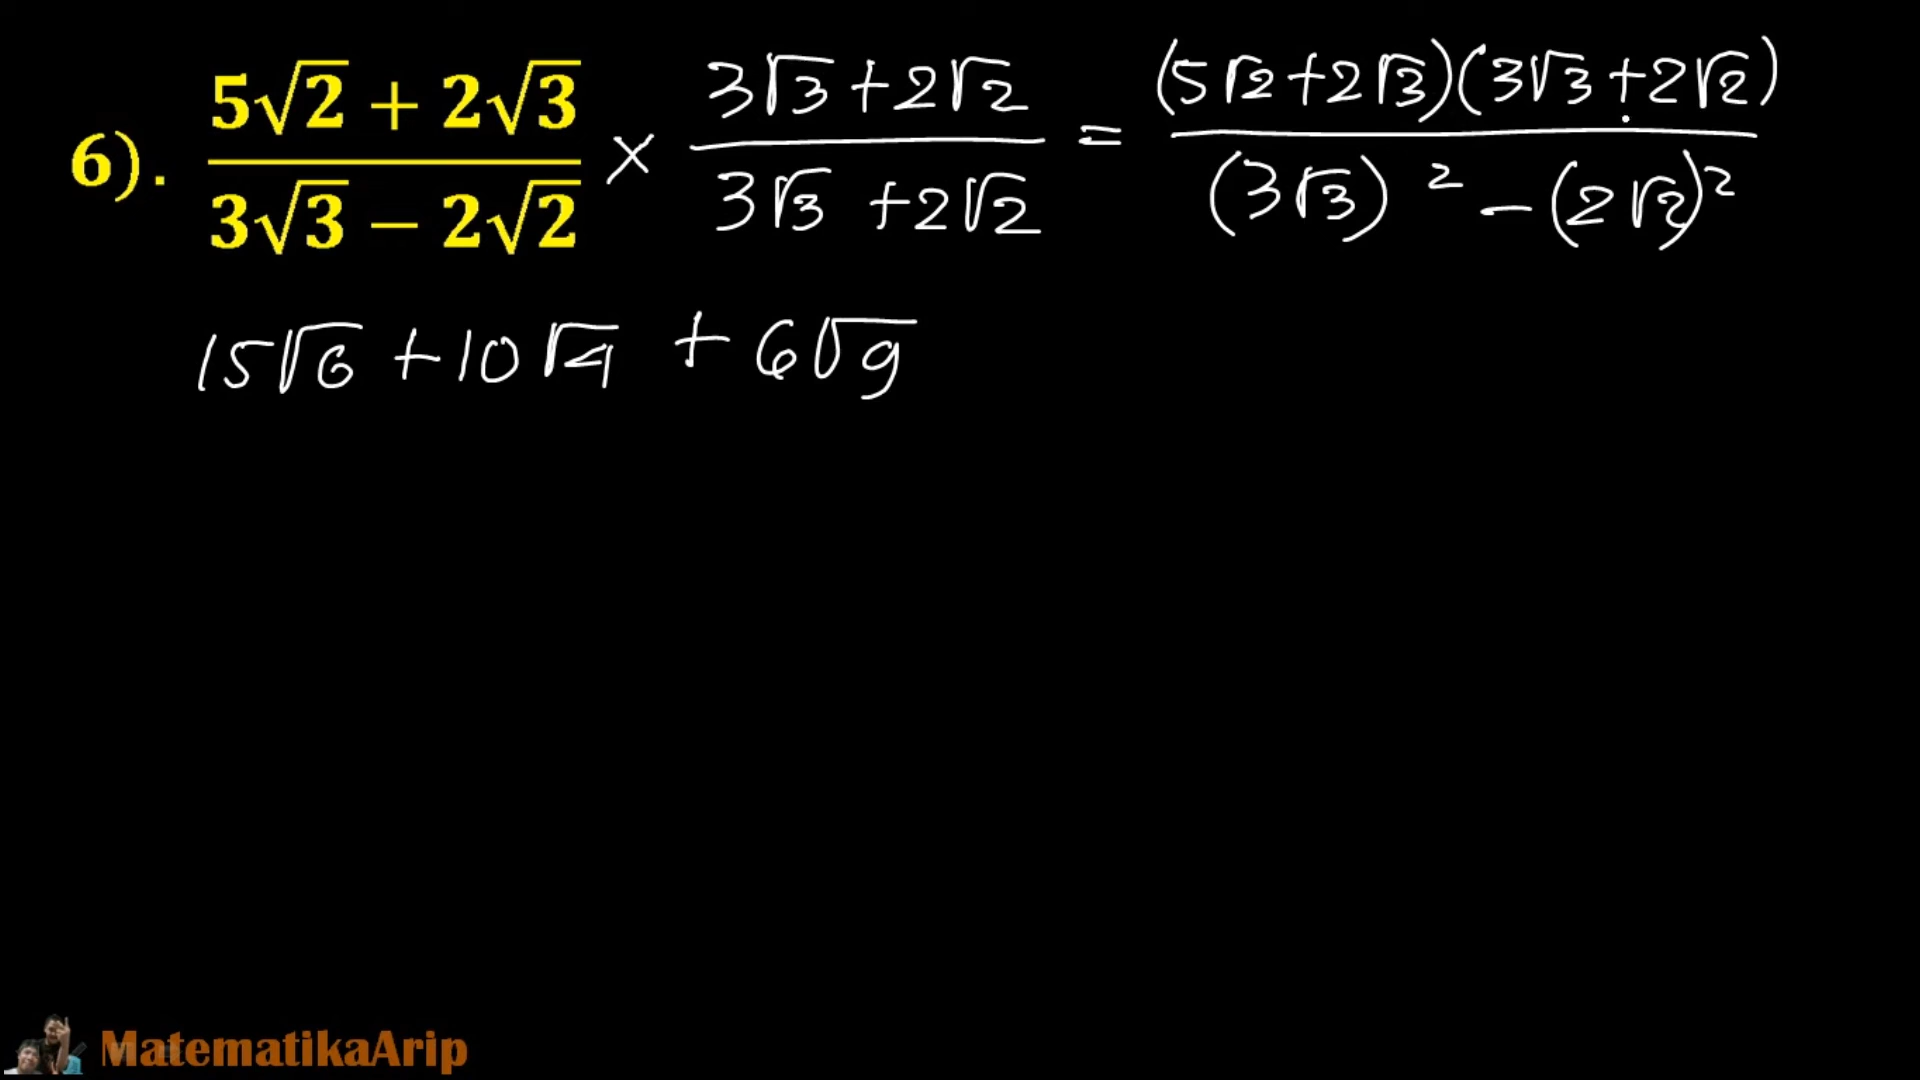 6). (5√2 + 2√3)/(3√3 − 2√2) × (3√3 + 2√2)/(3√3 + 2√2) = (5√2 + 2√3)(3√3 + 2√2)/((3√3)² − (2√2)²)
15√6 + 10√4 + 6√9
MatematikaArip